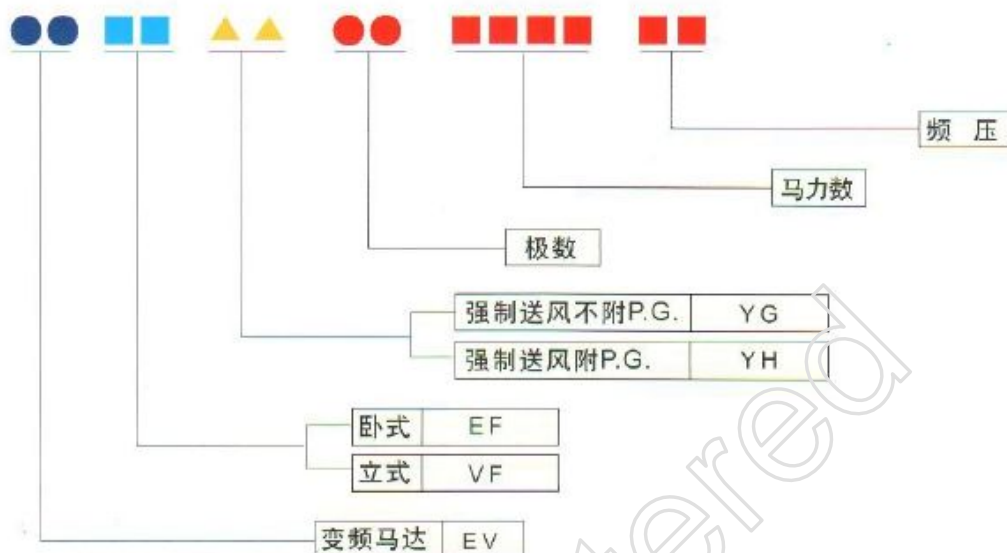 频 压
马力数
极数
强制送风不附P.G. YG
强制送风附P.G. YH
卧式 EF
立式 VF
变频马达 EV
tered